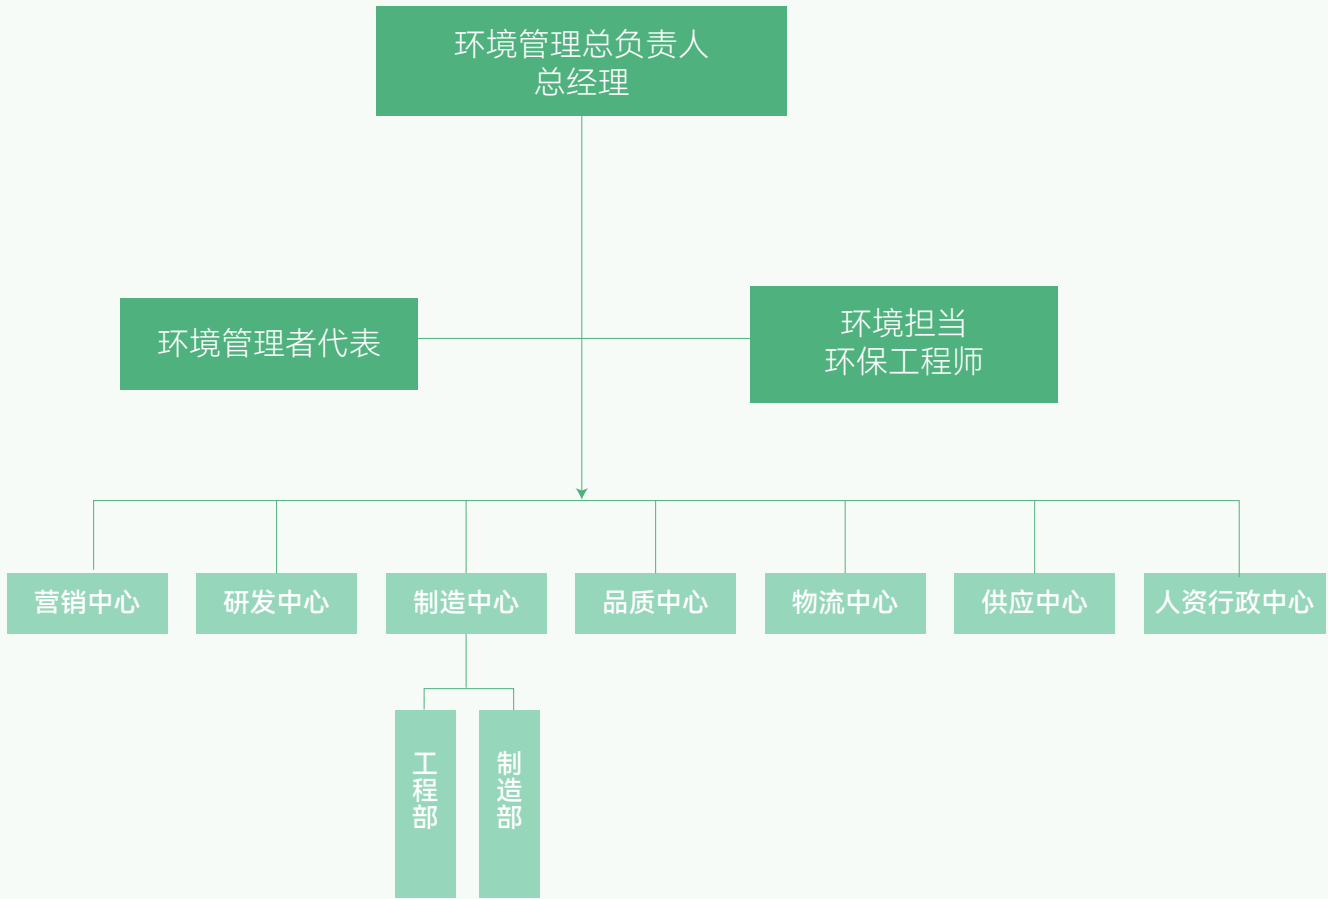 环境管理总负责人
总经理
环境管理者代表
环境担当
环保工程师
营销中心
研发中心
制造中心
品质中心
物流中心
供应中心
人资行政中心
工程部
制造部